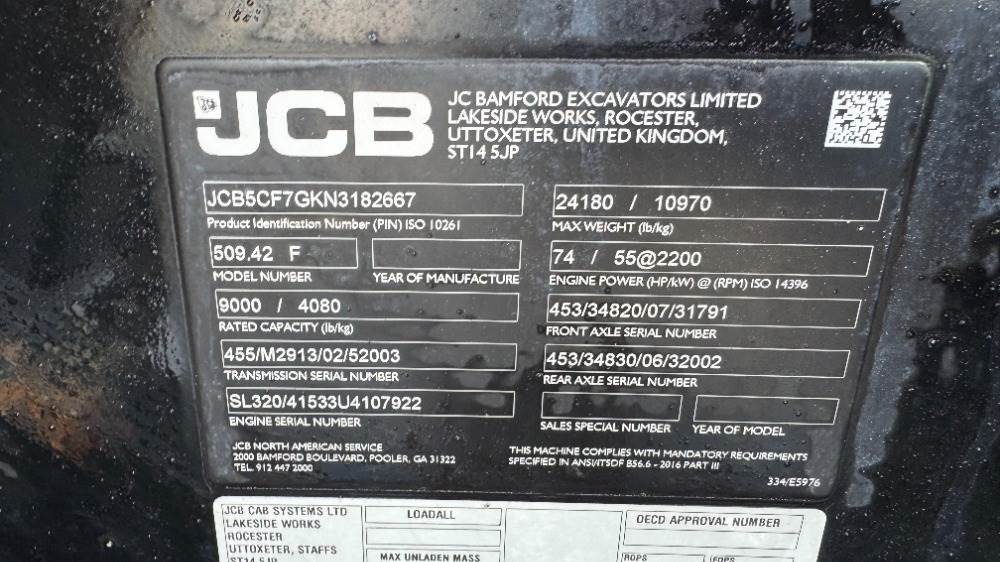 JCB
JC BAMFORD EXCAVATORS LIMITED
LAKESIDE WORKS, ROCESTER,
UTTOXETER, UNITED KINGDOM,
ST14 5JP
JCB5CF7GKN3182667
Product Identification Number (PIN) ISO 10261
24180 / 10970
MAX WEIGHT (lb/kg)
509.42 F
MODEL NUMBER
YEAR OF MANUFACTURE
74 / 55@2200
ENGINE POWER (HP/kW) @ (RPM) ISO 14396
9000 / 4080
RATED CAPACITY (lb/kg)
453/34820/07/31791
FRONT AXLE SERIAL NUMBER
455/M2913/02/52003
TRANSMISSION SERIAL NUMBER
453/34830/06/32002
REAR AXLE SERIAL NUMBER
SL320/41533U4107922
ENGINE SERIAL NUMBER
SALES SPECIAL NUMBER
YEAR OF MODEL
JCB NORTH AMERICAN SERVICE
2000 BAMFORD BOULEVARD, POOLER, GA 31322
TEL. 912 447 2000
THIS MACHINE COMPLIES WITH MANDATORY REQUIREMENTS
SPECIFIED IN ANSI/ITSDF B56.6 - 2016 PART III
334/E5976
JCB CAB SYSTEMS LTD
LAKESIDE WORKS
ROCESTER
UTTOXETER, STAFFS
ST14 5JP
LOADALL
MAX UNLADEN MASS
OECD APPROVAL NUMBER
ROPS
FOPS